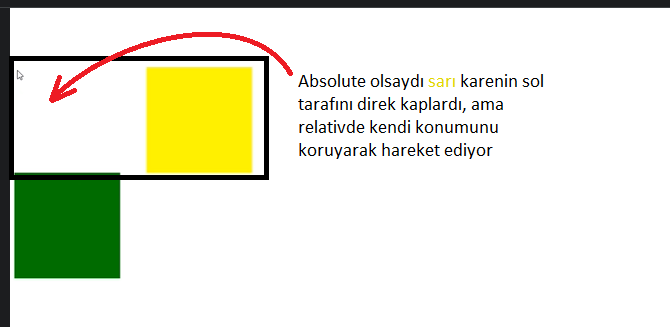 Absolute olsaydı sarı karenin sol
tarafını direk kaplardı, ama
relativde kendi konumunu
koruyarak hareket ediyor